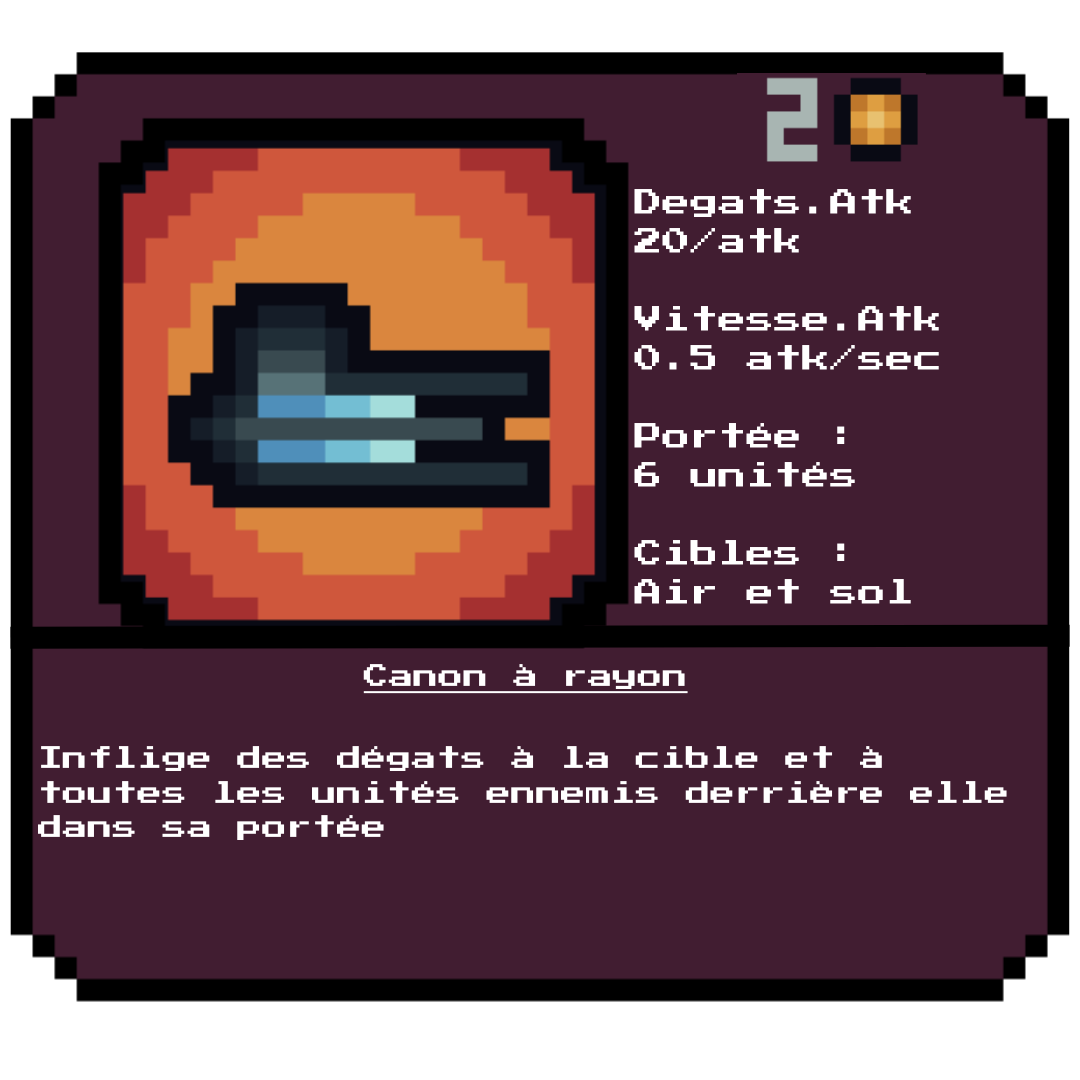 2
Degats.Atk
20/atk
Vitesse.Atk
0.5 atk/sec
Portée :
6 unités
Cibles :
Air et sol
Canon à rayon
Inflige des dégats à la cible et à
toutes les unités ennemis derrière elle
dans sa portée